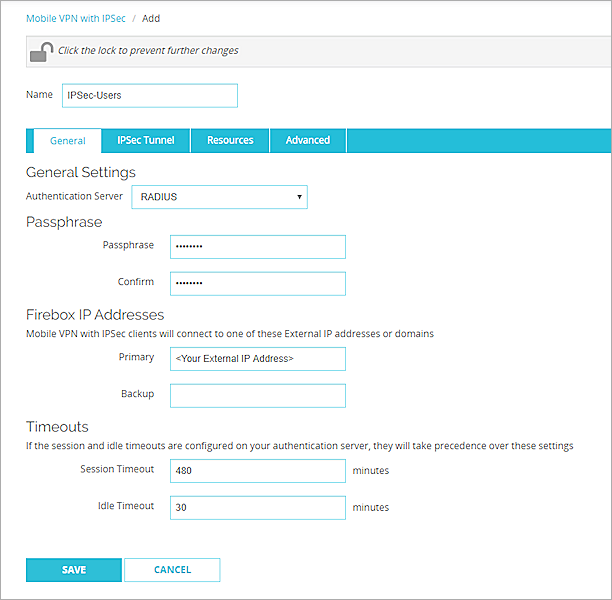 Mobile VPN with IPSec / Add
Click the lock to prevent further changes
Name IPSec-Users
General IPSec Tunnel Resources Advanced
General Settings
Authentication Server RADIUS
Passphrase
Passphrase ••••••••
Confirm ••••••••
Firebox IP Addresses
Mobile VPN with IPSec clients will connect to one of these External IP addresses or domains
Primary <Your External IP Address>
Backup
Timeouts
If the session and idle timeouts are configured on your authentication server, they will take precedence over these settings
Session Timeout 480 minutes
Idle Timeout 30 minutes
SAVE CANCEL